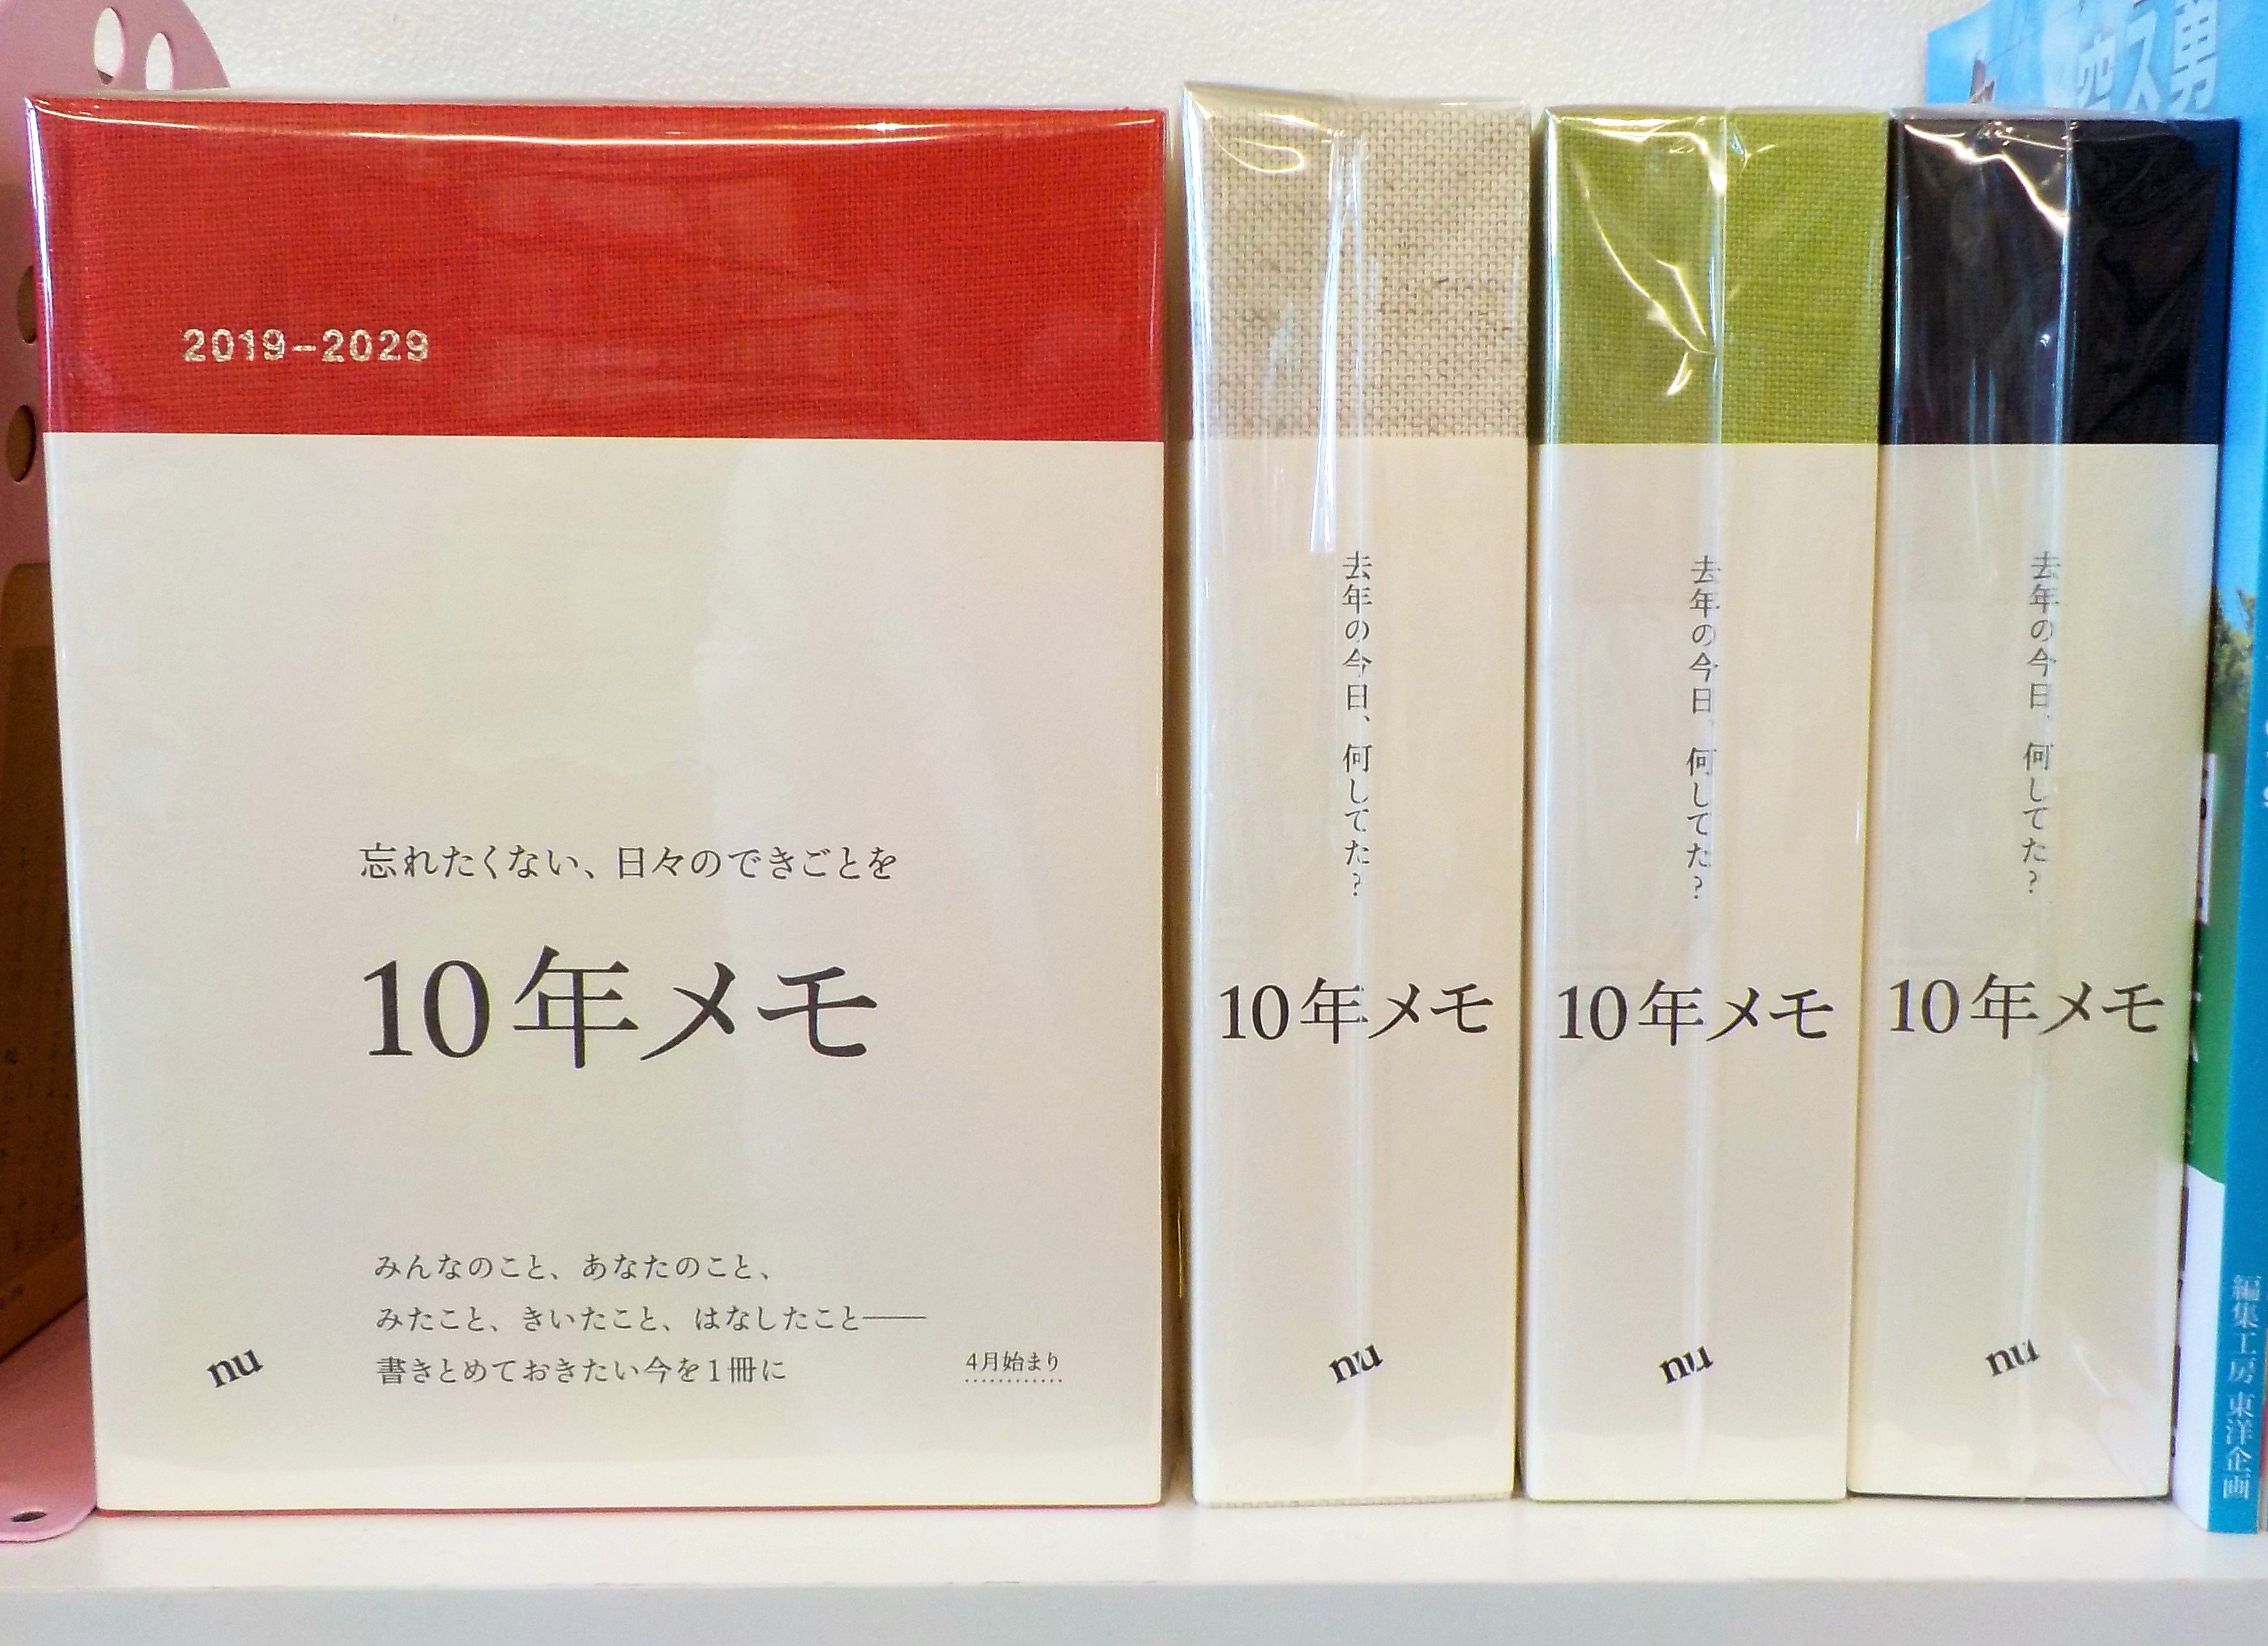 2019-2029
忘れたくない、日々のできごとを
10年メモ
みんなのこと、あなたのこと、
みたこと、きいたこと、はなしたこと――
書きとめておきたい今を1冊に
4月始まり
nu
去年の今日、何してた?
10年メモ
nu
去年の今日、何してた?
10年メモ
nu
去年の今日、何してた?
10年メモ
nu
編集工房 東洋企画